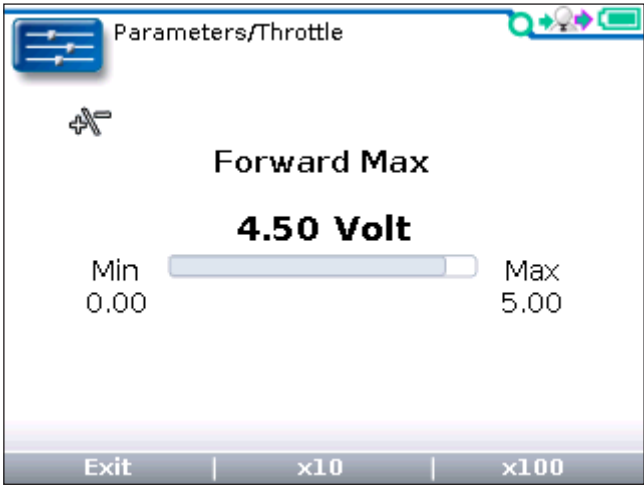 Parameters/Throttle
Forward Max
4.50 Volt
Min Max
0.00 5.00
Exit | x10 | x100